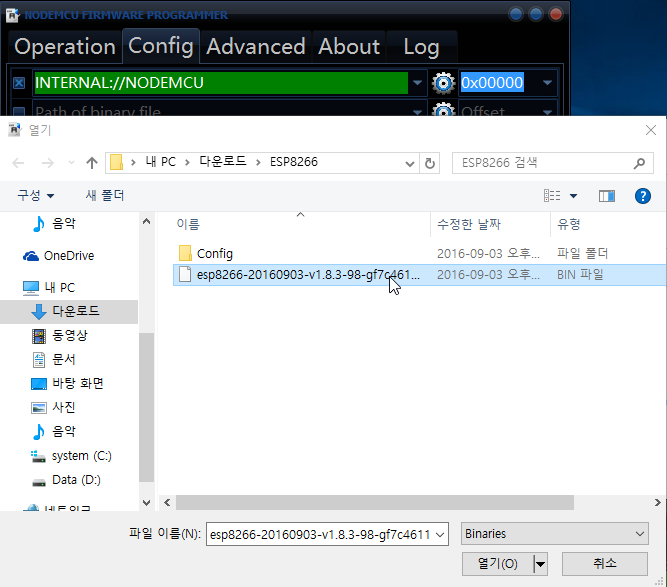 NODEMCU FIRMWARE PROGRAMMER
Operation Config Advanced About Log
INTERNAL://NODEMCU 0x00000
Path of binary file Offset
열기
내 PC > 다운로드 > ESP8266 ESP8266 검색
구성 새 폴더
이름 수정한 날짜 유형
음악
OneDrive
내 PC
다운로드
동영상
문서
바탕 화면
사진
음악
system (C:)
Data (D:)
네트워크
Config 2016-09-03 오후... 파일 폴더
esp8266-20160903-v1.8.3-98-gf7c461... 2016-09-03 오후... BIN 파일
파일 이름(N): esp8266-20160903-v1.8.3-98-gf7c4611 Binaries
열기(O) 취소